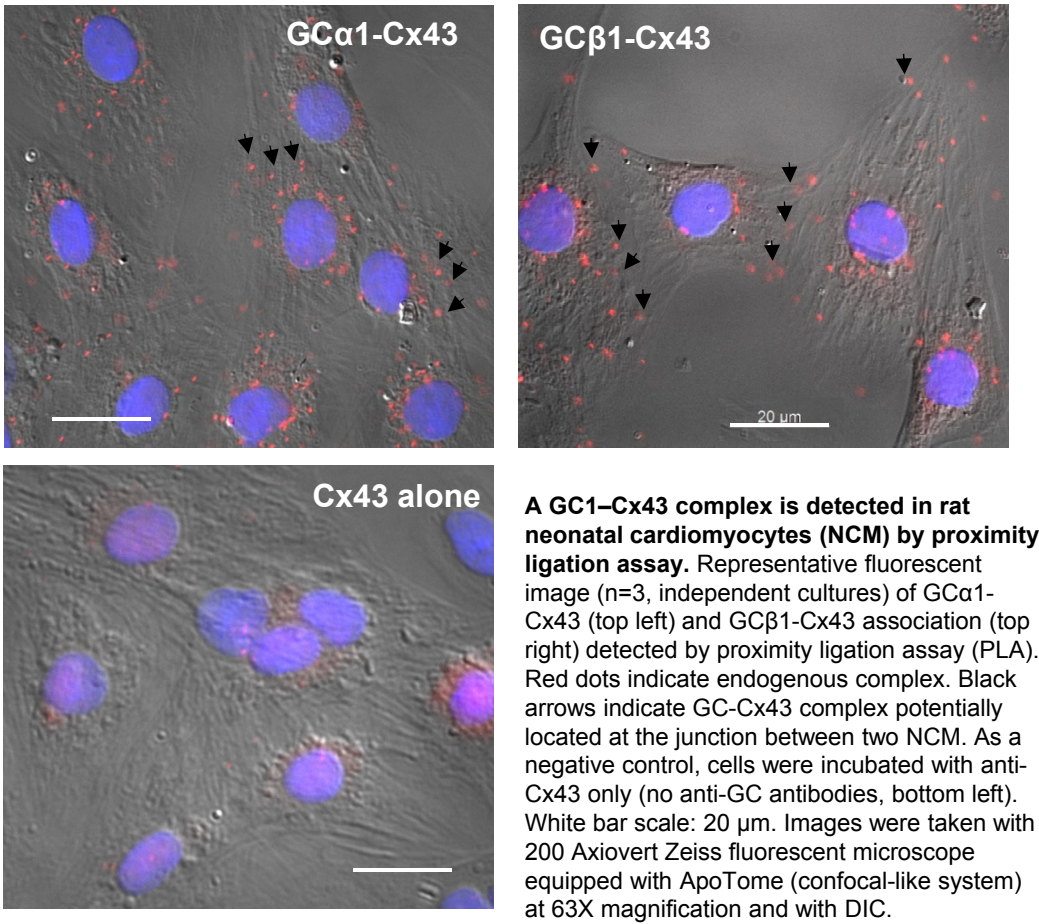 GCα1-Cx43
GCβ1-Cx43
20 µm
Cx43 alone
A GC1–Cx43 complex is detected in rat
neonatal cardiomyocytes (NCM) by proximity
ligation assay. Representative fluorescent
image (n=3, independent cultures) of GCα1-
Cx43 (top left) and GCβ1-Cx43 association (top
right) detected by proximity ligation assay (PLA).
Red dots indicate endogenous complex. Black
arrows indicate GC-Cx43 complex potentially
located at the junction between two NCM. As a
negative control, cells were incubated with anti-
Cx43 only (no anti-GC antibodies, bottom left).
White bar scale: 20 µm. Images were taken with
200 Axiovert Zeiss fluorescent microscope
equipped with ApoTome (confocal-like system)
at 63X magnification and with DIC.